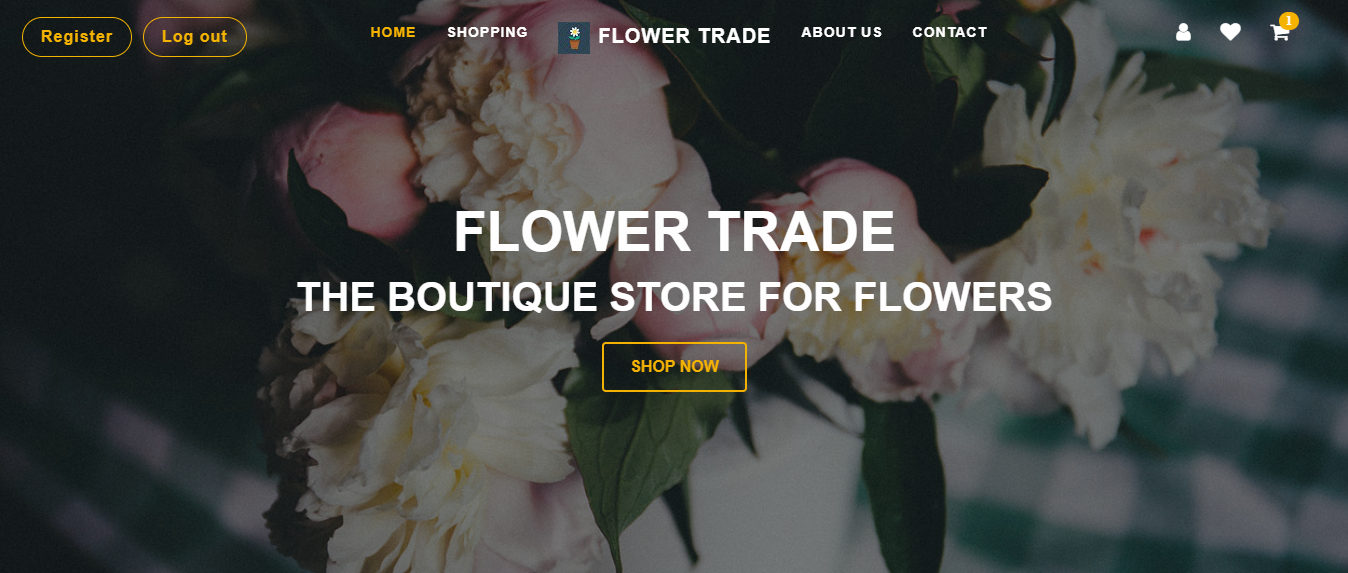 Register
Log out
HOME
SHOPPING
FLOWER TRADE
ABOUT US
CONTACT
1
FLOWER TRADE
THE BOUTIQUE STORE FOR FLOWERS
SHOP NOW